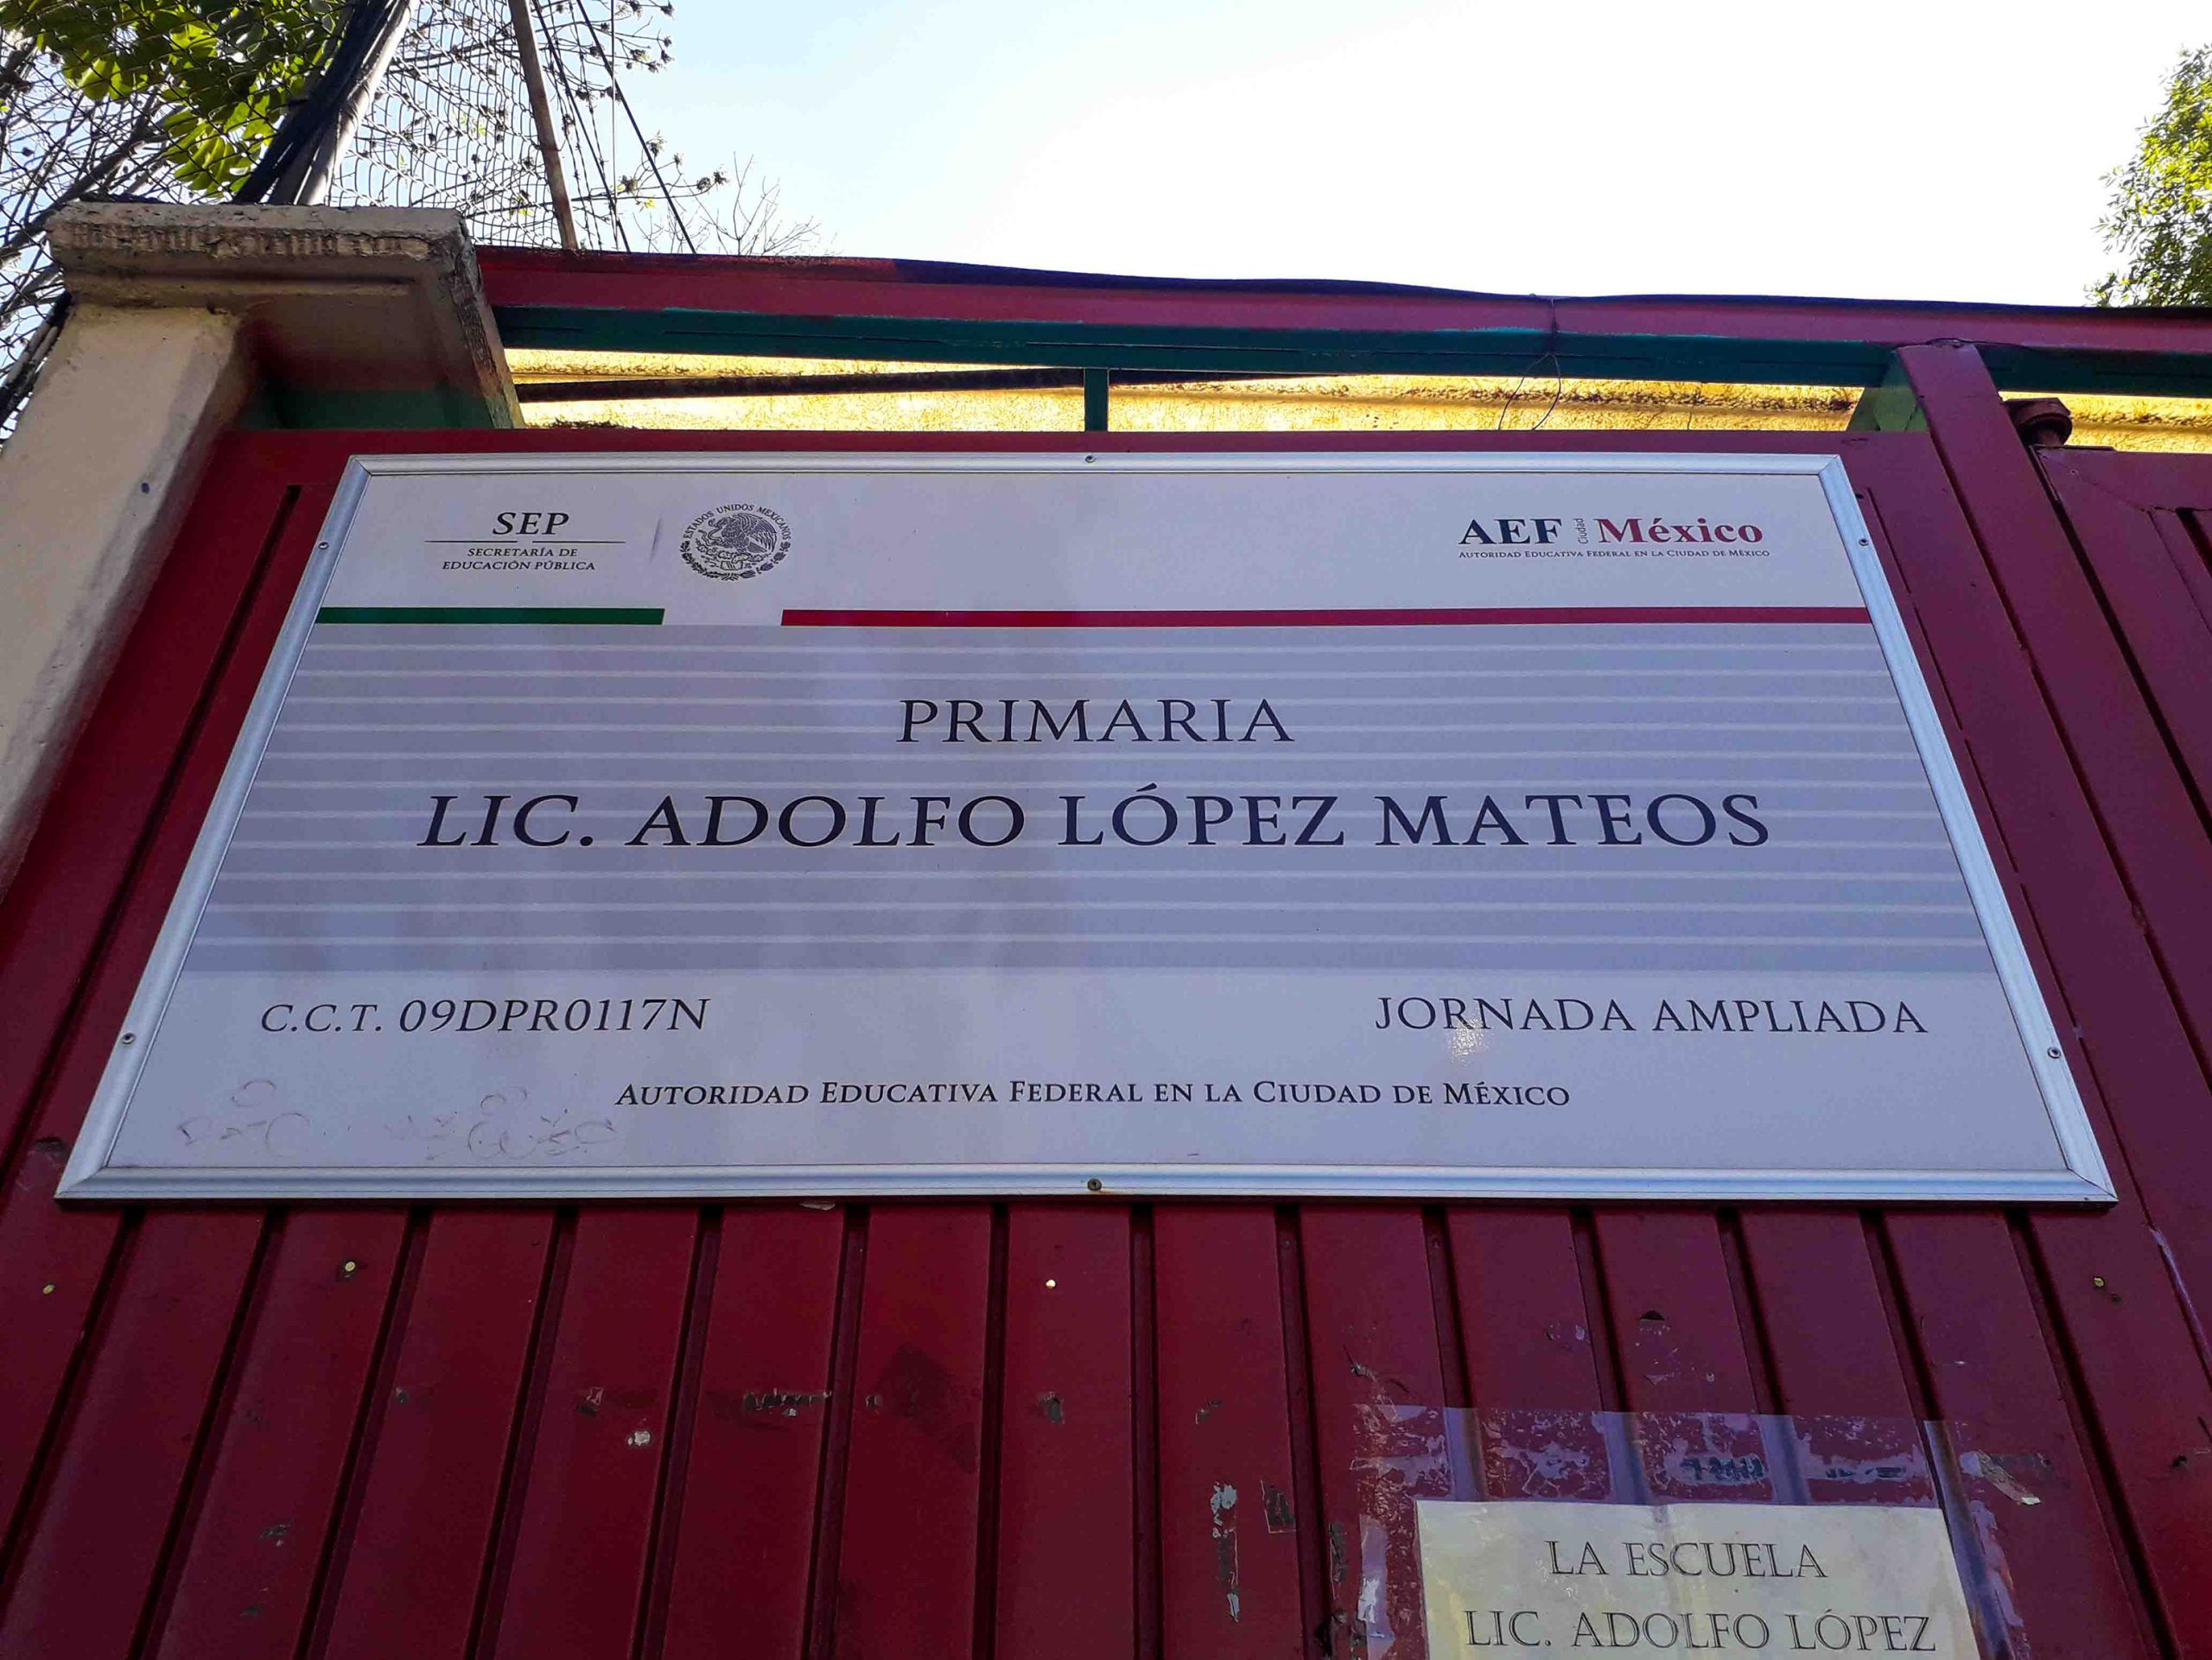 SEP
SECRETARÍA DE
EDUCACIÓN PÚBLICA
ESTADOS UNIDOS MEXICANOS
AEF Ciudad México
AUTORIDAD EDUCATIVA FEDERAL EN LA CIUDAD DE MÉXICO
PRIMARIA
LIC. ADOLFO LÓPEZ MATEOS
C.C.T. 09DPR0117N
JORNADA AMPLIADA
AUTORIDAD EDUCATIVA FEDERAL EN LA CIUDAD DE MÉXICO
LA ESCUELA
LIC. ADOLFO LÓPEZ